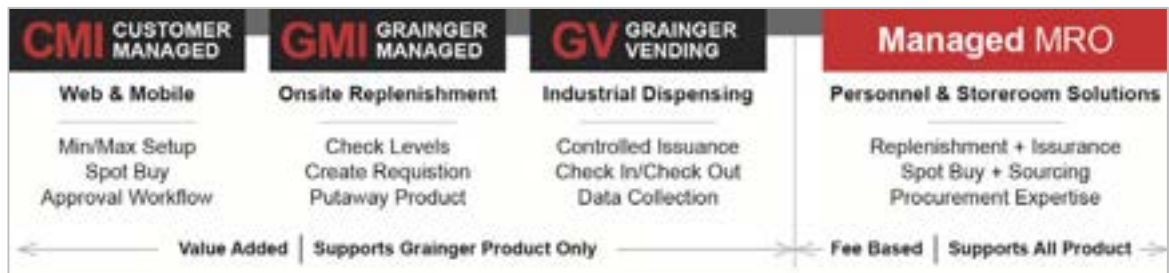 CMI CUSTOMER MANAGED
Web & Mobile
Min/Max Setup
Spot Buy
Approval Workflow
GMI GRAINGER MANAGED
Onsite Replenishment
Check Levels
Create Requistion
Putaway Product
GV GRAINGER VENDING
Industrial Dispensing
Controlled Issuance
Check In/Check Out
Data Collection
Managed MRO
Personnel & Storeroom Solutions
Replenishment + Issurance
Spot Buy + Sourcing
Procurement Expertise
Value Added | Supports Grainger Product Only
Fee Based | Supports All Product